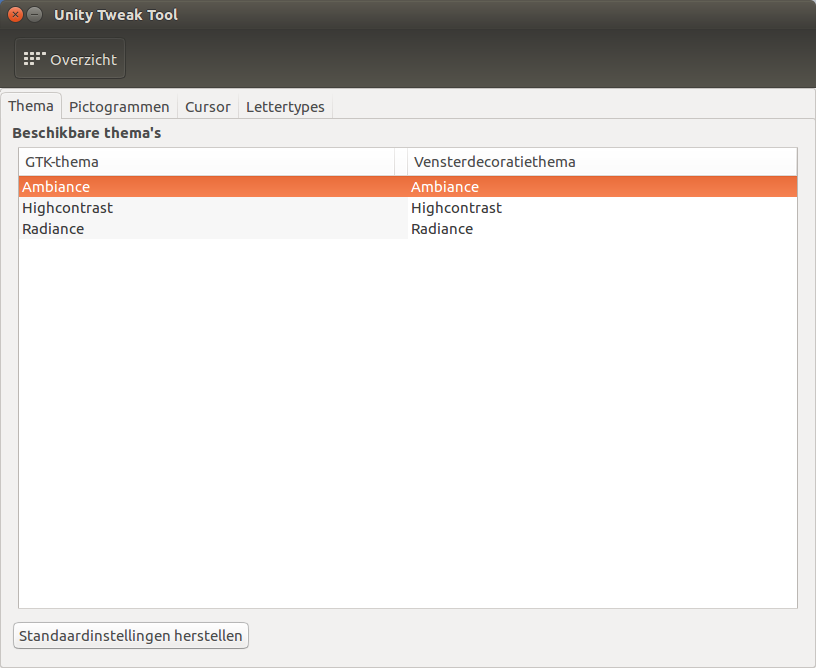 Unity Tweak Tool
Overzicht
Thema Pictogrammen Cursor Lettertypes
Beschikbare thema's
GTK-thema Vensterdecoratiethema
Ambiance Ambiance
Highcontrast Highcontrast
Radiance Radiance
Standaardinstellingen herstellen